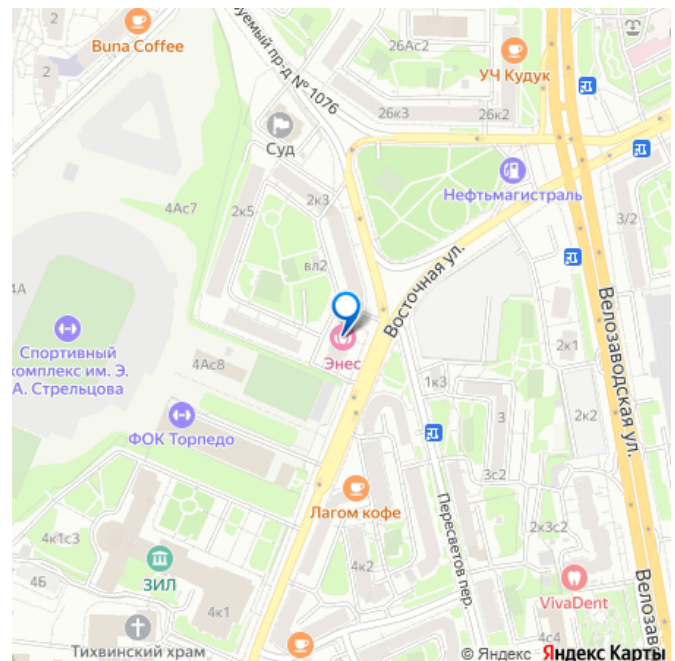 Buna Coffee
2
2
руемый пр-д № 1076
26Ас2
УЧ Кудук
26к3
26к2
Суд
Нефтьмагистраль
4Ас7
2к5
2к3
3/2
вл2
4А
Восточная ул.
Велозаводская ул.
Спортивный
комплекс им. Э.
А. Стрельцова
Энес
4Ас8
1к3
2к1
3
2к2
ФОК Торпедо
3с2
Лагом кофе
Пересветов пер.
2к3с2
4к1с3
4Б
ЗИЛ
4к2
VivaDent
Велозаводская
4к1
4с4
Тихвинский храм
© Яндекс Яндекс Карты